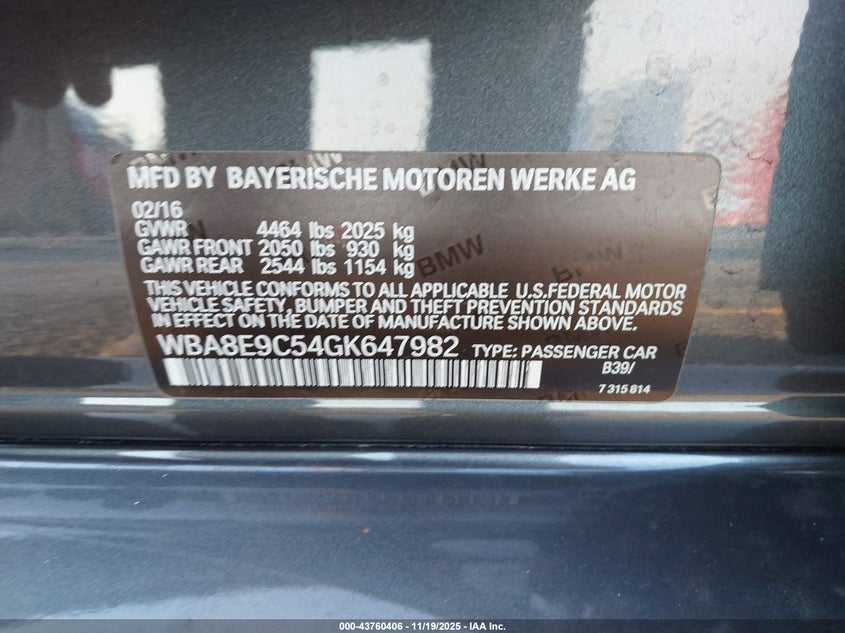 MFD BY BAYERISCHE MOTOREN WERKE AG
02/16
GVWR 4464 lbs 2025 kg
GAWR FRONT 2050 lbs 930 kg
GAWR REAR 2544 lbs 1154 kg
THIS VEHICLE CONFORMS TO ALL APPLICABLE U.S.FEDERAL MOTOR
VEHICLE SAFETY, BUMPER AND THEFT PREVENTION STANDARDS
IN EFFECT ON THE DATE OF MANUFACTURE SHOWN ABOVE.
WBA8E9C54GK647982 TYPE: PASSENGER CAR
B39/
7 315 814
BMW
BMW
000-43760406 - 11/19/2025 - IAA Inc.